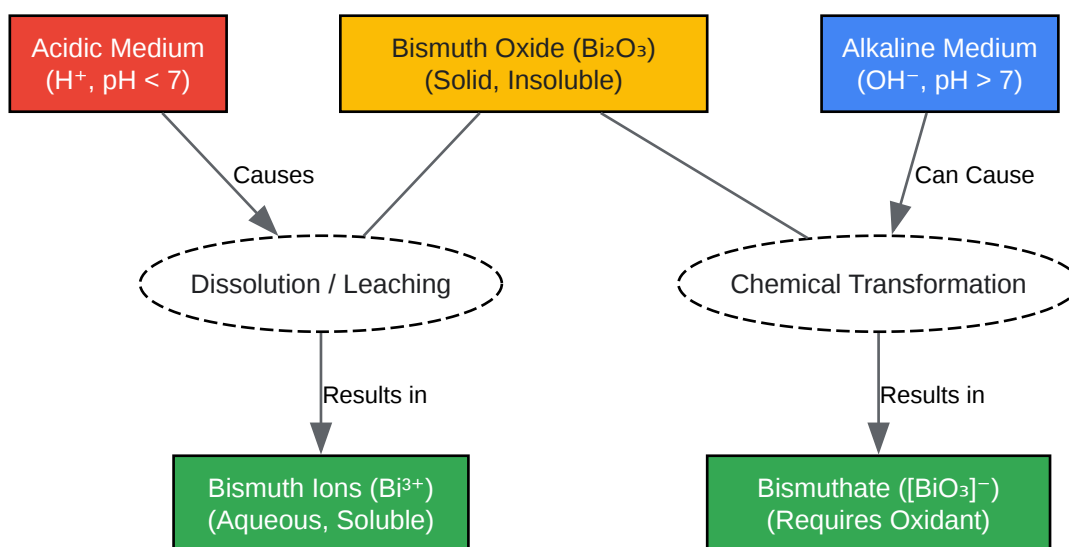 Acidic Medium
(H⁺, pH < 7)
Bismuth Oxide (Bi₂O₃)
(Solid, Insoluble)
Alkaline Medium
(OH⁻, pH > 7)
Causes
Can Cause
Dissolution / Leaching
Chemical Transformation
Results in
Results in
Bismuth Ions (Bi³⁺)
(Aqueous, Soluble)
Bismuthate ([BiO₃]⁻)
(Requires Oxidant)